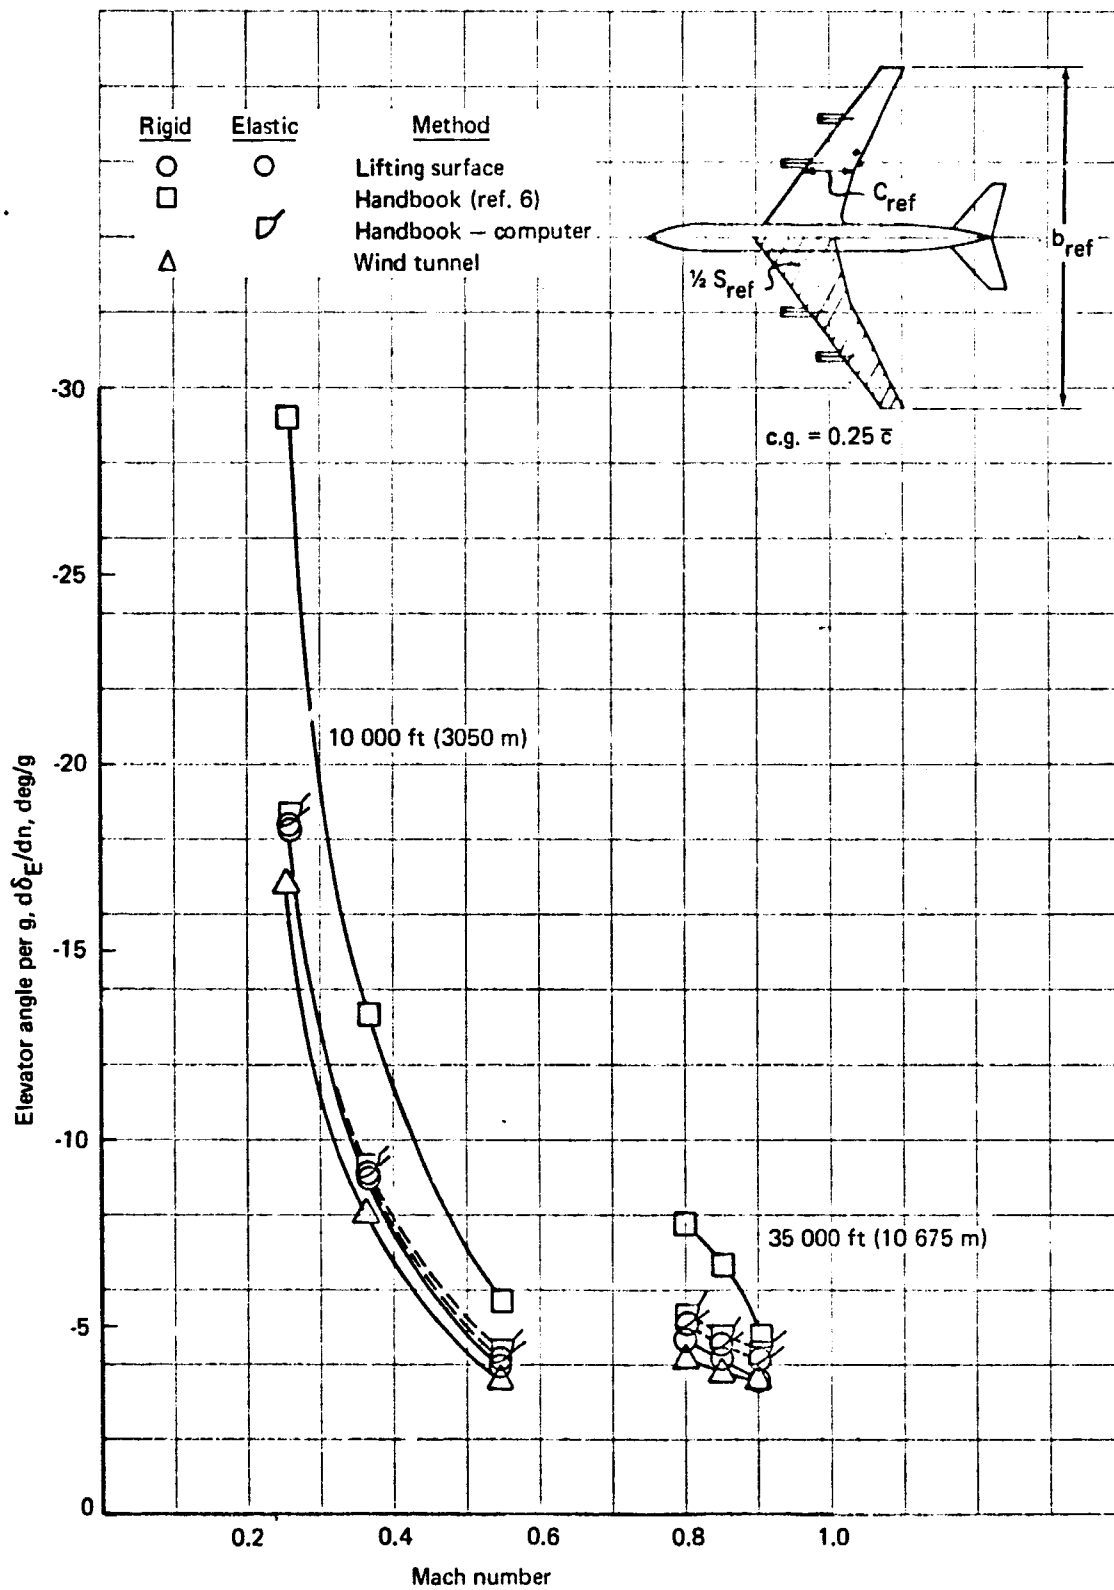 Rigid Elastic Method
Lifting surface
Handbook (ref. 6)
Handbook – computer
Wind tunnel
C_ref
b_ref
½ S_ref
c.g. = 0.25 c̄
-30
-25
-20
-15
-10
-5
0
10 000 ft (3050 m)
35 000 ft (10 675 m)
Elevator angle per g, dδ_E/dn, deg/g
0.2 0.4 0.6 0.8 1.0
Mach number